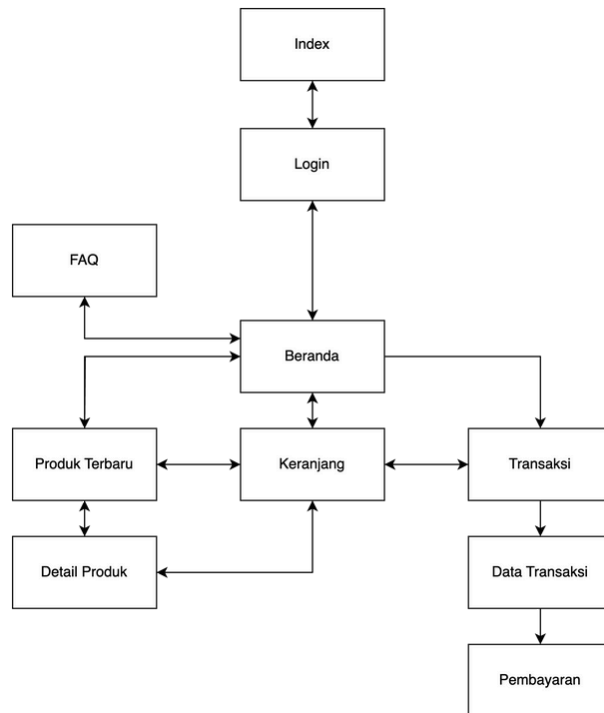 Index
Login
FAQ
Beranda
Produk Terbaru
Keranjang
Transaksi
Detail Produk
Data Transaksi
Pembayaran